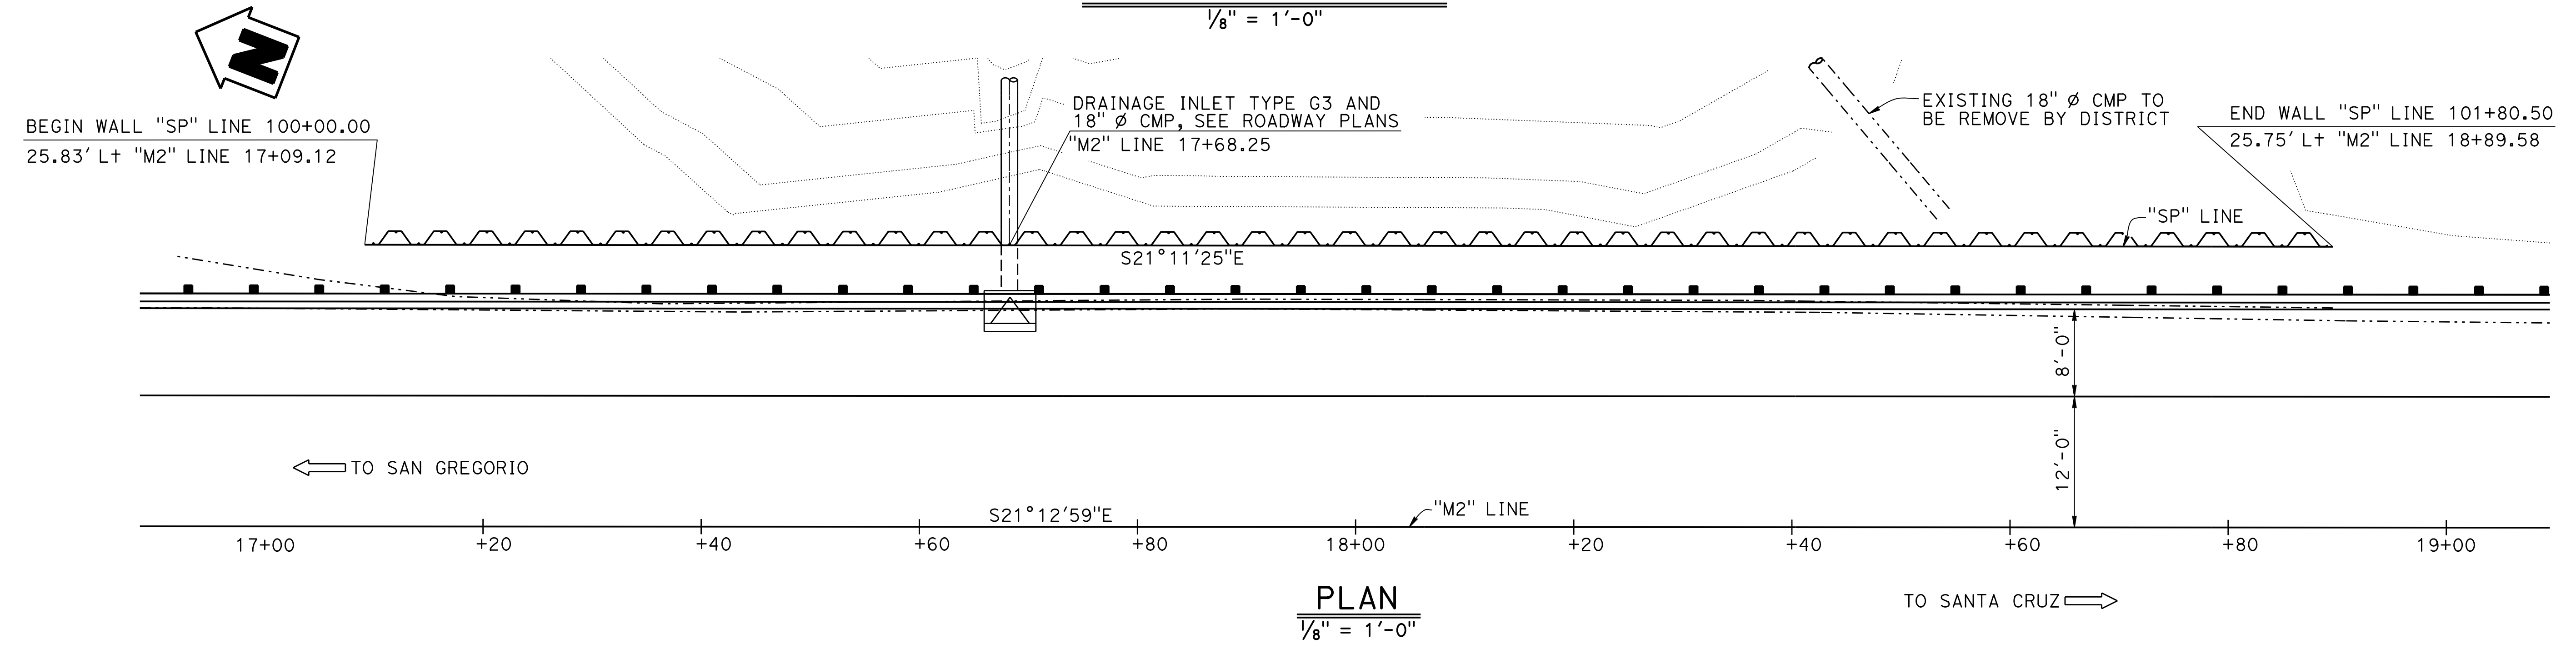 ⅛" = 1'-0"
N
BEGIN WALL "SP" LINE 100+00.00
25.83' Lt "M2" LINE 17+09.12
DRAINAGE INLET TYPE G3 AND
18" Ø CMP, SEE ROADWAY PLANS
"M2" LINE 17+68.25
EXISTING 18" Ø CMP TO
BE REMOVE BY DISTRICT
END WALL "SP" LINE 101+80.50
25.75' Lt "M2" LINE 18+89.58
"SP" LINE
S21°11'25"E
8'-0"
12'-0"
TO SAN GREGORIO
S21°12'59"E
"M2" LINE
17+00
+20
+40
+60
+80
18+00
+20
+40
+60
+80
19+00
PLAN
⅛" = 1'-0"
TO SANTA CRUZ